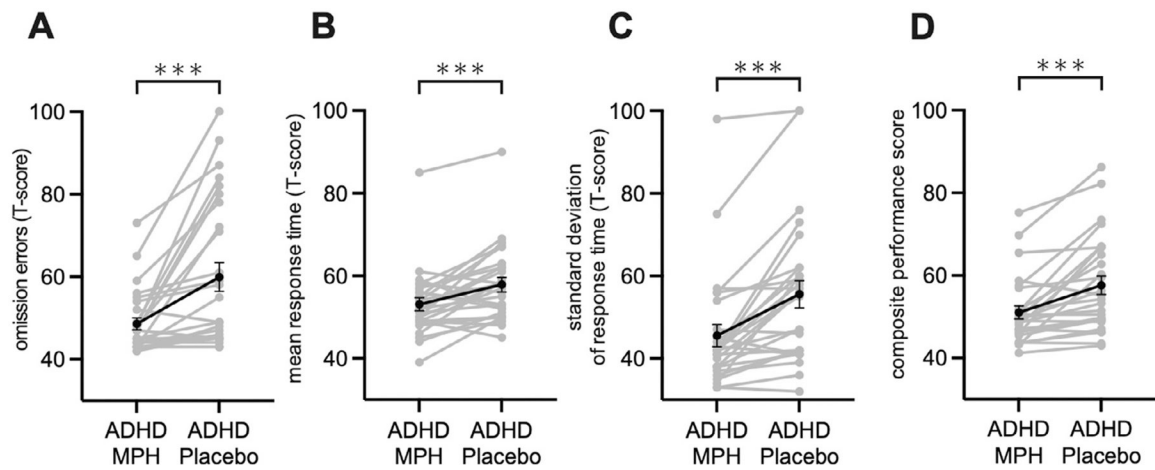 A
B
C
D
***
***
***
***
omission errors (T-score)
100
80
60
40
ADHD
MPH
ADHD
Placebo
mean response time (T-score)
100
80
60
40
ADHD
MPH
ADHD
Placebo
standard deviation
of response time (T-score)
100
80
60
40
ADHD
MPH
ADHD
Placebo
composite performance score
100
80
60
40
ADHD
MPH
ADHD
Placebo